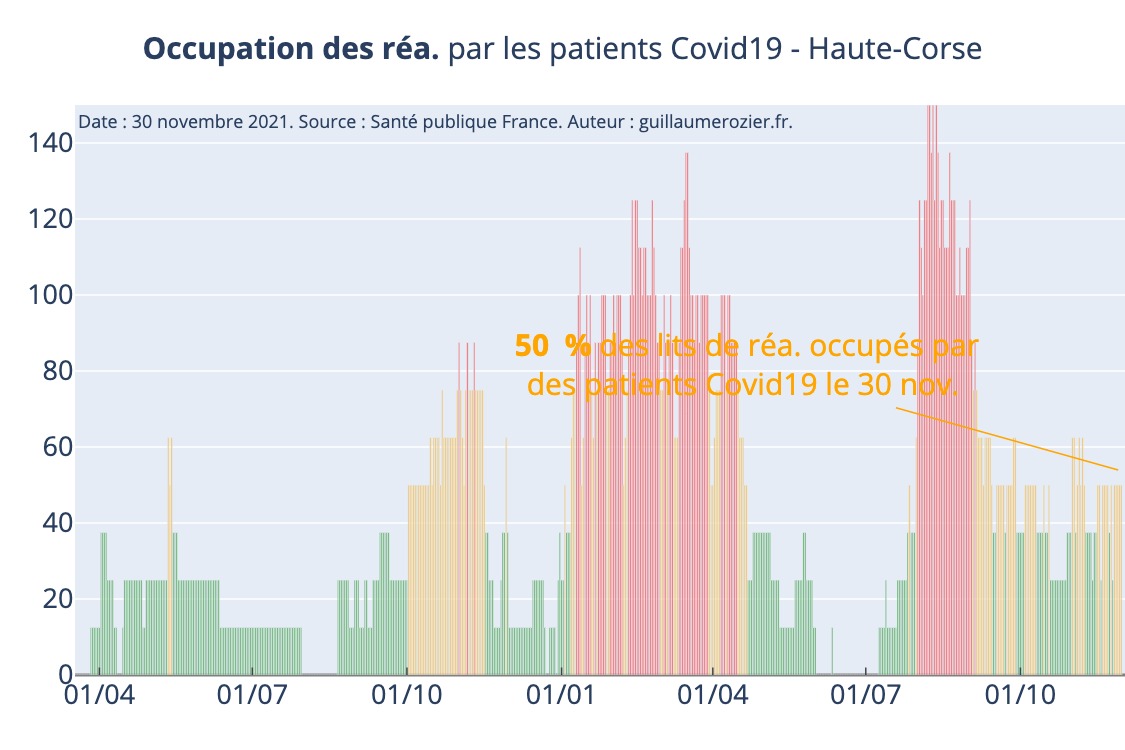 Occupation des réa. par les patients Covid19 - Haute-Corse
Date : 30 novembre 2021. Source : Santé publique France. Auteur : guillaumerozier.fr.
140
120
100
80
60
40
20
0
50 % des lits de réa. occupés par
des patients Covid19 le 30 nov.
01/04 01/07 01/10 01/01 01/04 01/07 01/10